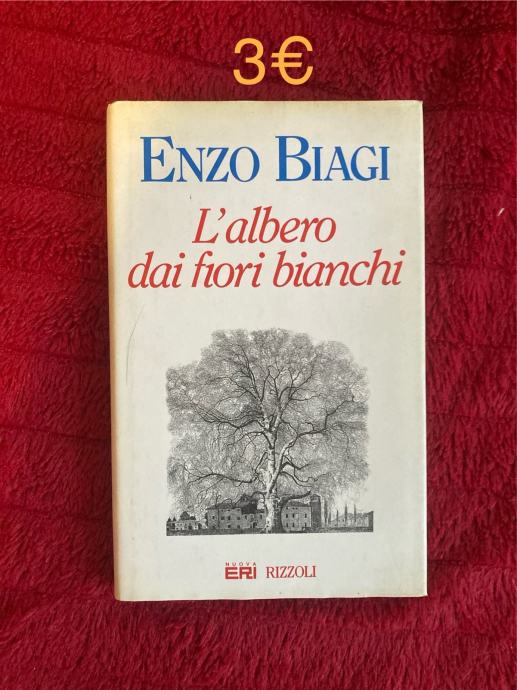 3€
ENZO BIAGI
L'albero
dai fiori bianchi
NUOVA
ERI RIZZOLI